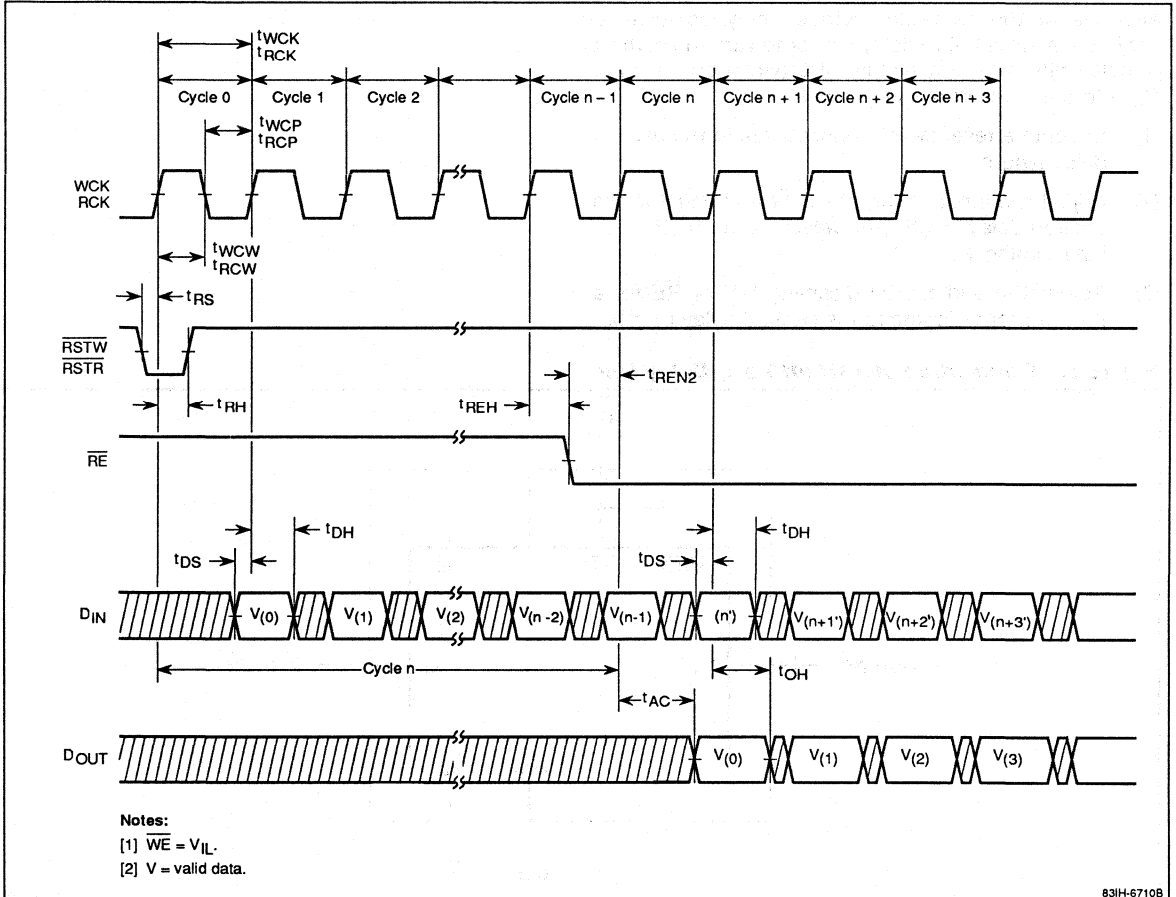 tWCK
tRCK
Cycle 0 Cycle 1 Cycle 2 Cycle n – 1 Cycle n Cycle n + 1 Cycle n + 2 Cycle n + 3
tWCP
tRCP
WCK
RCK
tWCW
tRCW
tRS
RSTW
RSTR
tRH
tREN2
tREH
RE
tDH
tDH
tDS
tDS
DIN V(0) V(1) V(2) V(n -2) V(n-1) (n') V(n+1') V(n+2') V(n+3')
Cycle n
tOH
tAC
DOUT V(0) V(1) V(2) V(3)
Notes:
[1] WE = VIL.
[2] V = valid data.
83IH-6710B